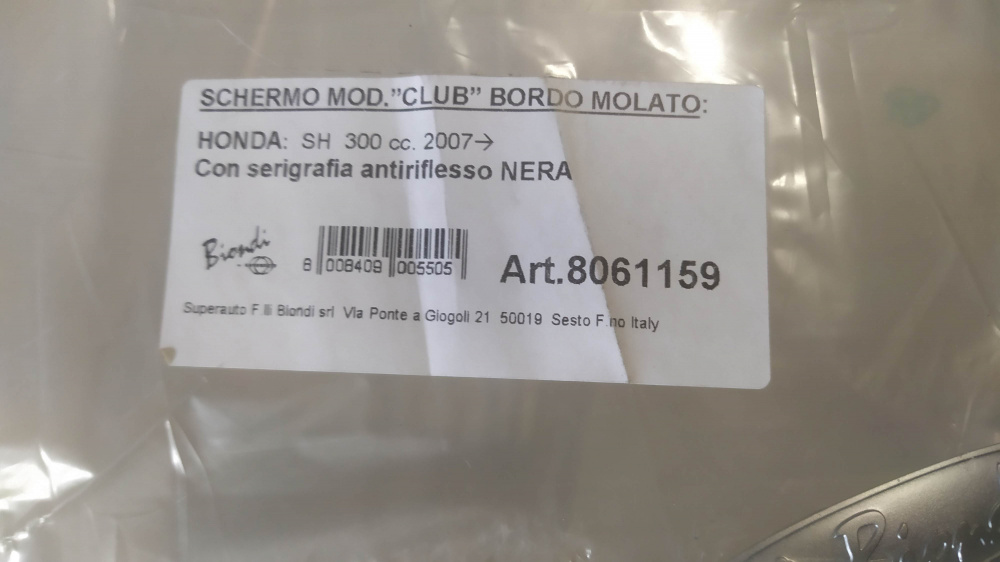 SCHERMO MOD."CLUB" BORDO MOLATO:
HONDA: SH 300 cc. 2007→
Con serigrafia antiriflesso NERA
Biondi
8 008409 005505
Art.8061159
Superauto F.lli Biondi srl Via Ponte a Giogoli 21 50019 Sesto F.no Italy